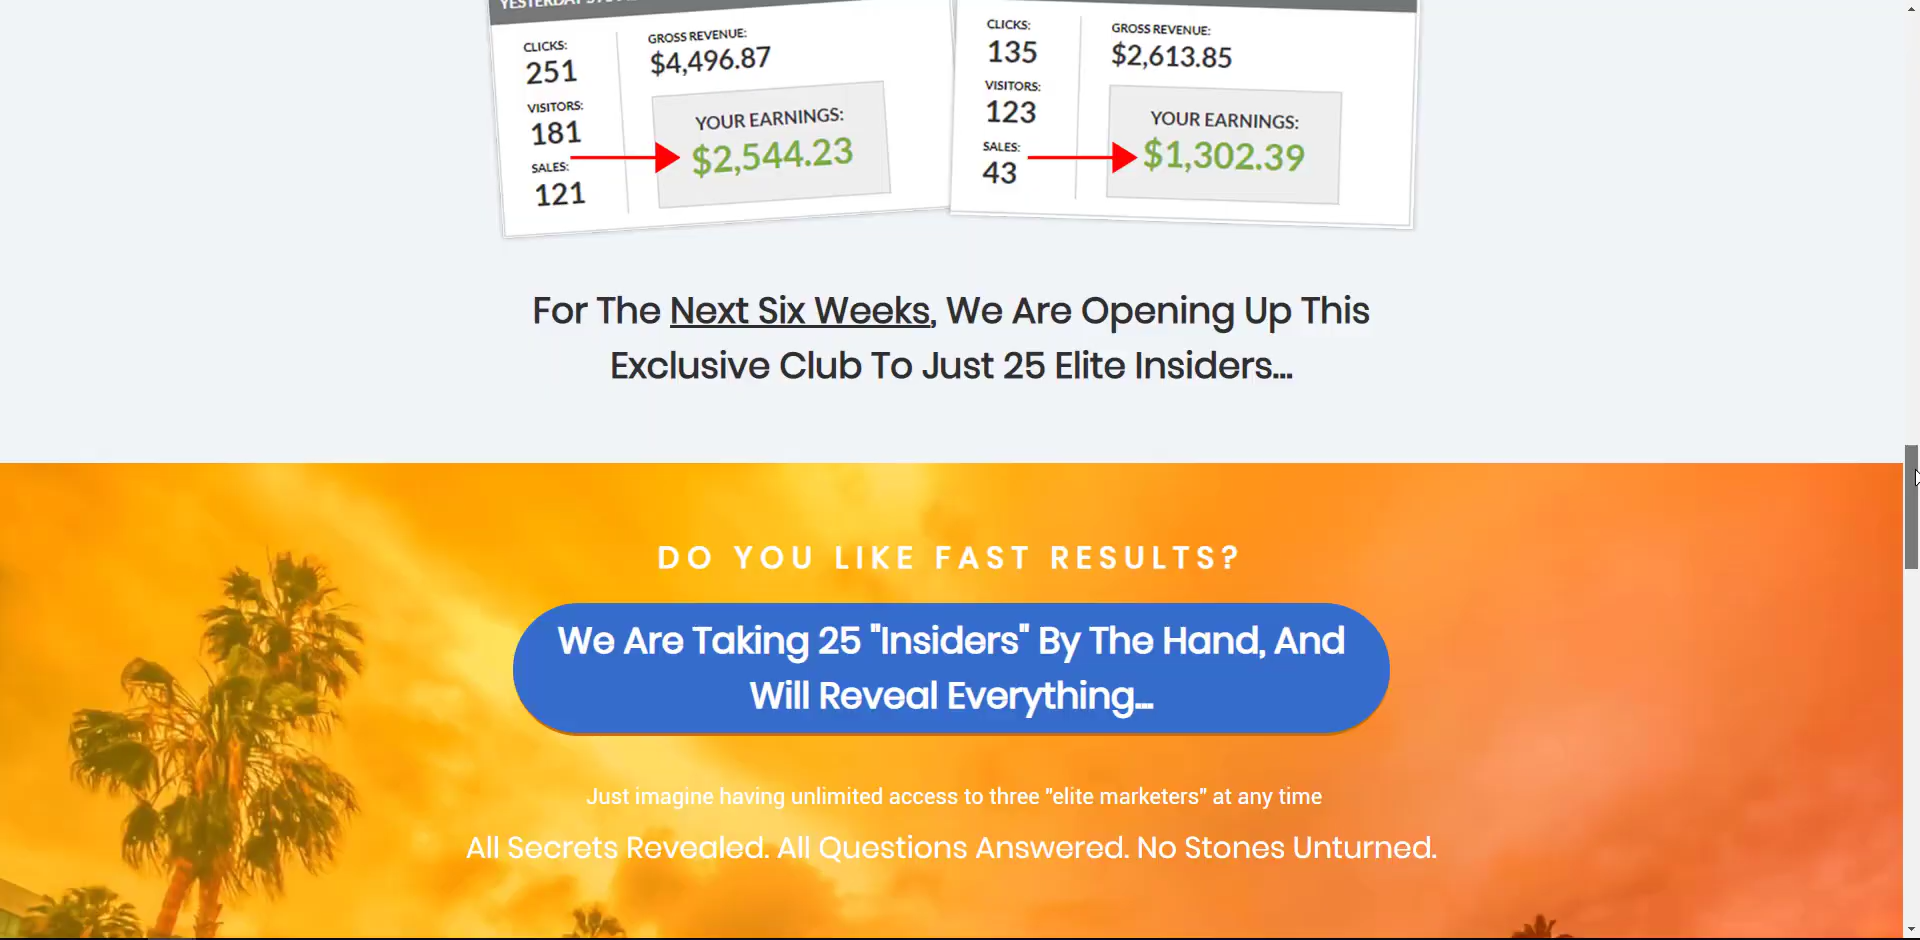 CLICKS:
251
VISITORS:
181
SALES:
121
GROSS REVENUE:
$4,496.87
YOUR EARNINGS:
$2,544.23
CLICKS:
135
VISITORS:
123
SALES:
43
GROSS REVENUE:
$2,613.85
YOUR EARNINGS:
$1,302.39
For The Next Six Weeks, We Are Opening Up This
Exclusive Club To Just 25 Elite Insiders...
DO YOU LIKE FAST RESULTS?
We Are Taking 25 "Insiders" By The Hand, And
Will Reveal Everything...
Just imagine having unlimited access to three "elite marketers" at any time
All Secrets Revealed. All Questions Answered. No Stones Unturned.